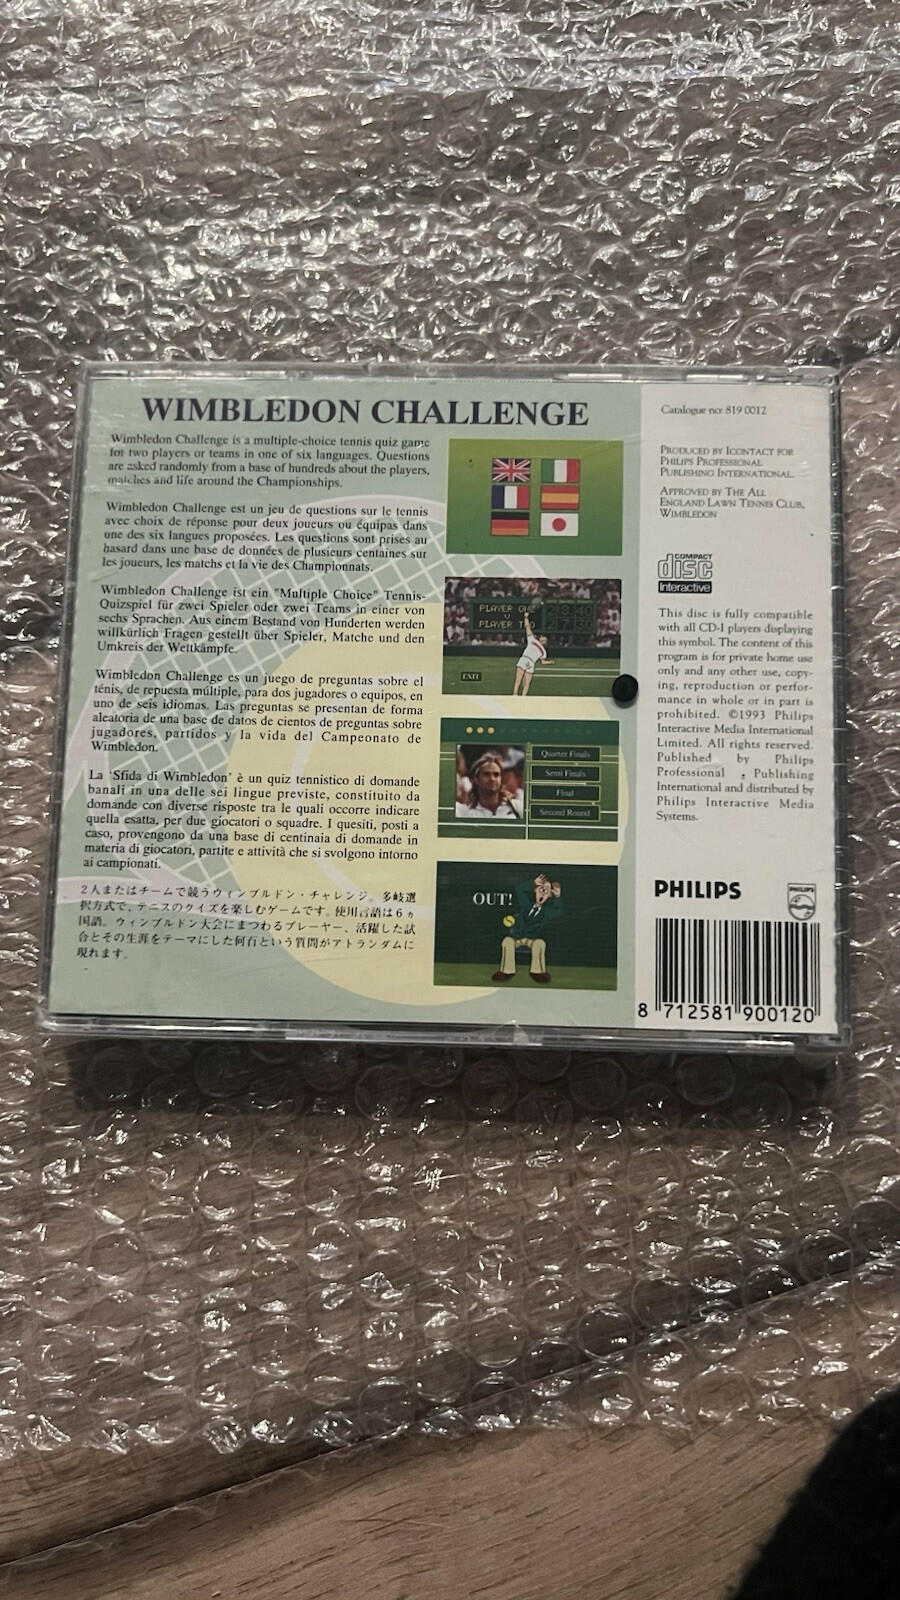 WIMBLEDON CHALLENGE
Wimbledon Challenge is a multiple-choice tennis quiz game
for two players or teams in one of six languages. Questions
are asked randomly from a base of hundreds about the players,
matches and life around the Championships.
Wimbledon Challenge est un jeu de questions sur le tennis
avec choix de réponse pour deux joueurs ou équipas dans
une des six langues proposées. Les questions sont prises au
hasard dans une base de données de plusieurs centaines sur
les joueurs, les matchs et la vie des Championnats.
Wimbledon Challenge ist ein "Multiple Choice" Tennis-
Quizspiel für zwei Spieler oder zwei Teams in einer von
sechs Sprachen. Aus einem Bestand von Hunderten werden
willkürlich Fragen gestellt über Spieler, Matche und den
Umkreis der Wettkämpfe.
Wimbledon Challenge es un juego de preguntas sobre el
ténis, de repuesta múltiple, para dos jugadores o equipos, en
uno de seis idiomas. Las preguntas se presentan de forma
aleatoria de una base de datos de cientos de preguntas sobre
jugadores, partidos y la vida del Campeonato de
Wimbledon.
La 'Sfida di Wimbledon' è un quiz tennistico di domande
banali in una delle sei lingue previste, constituito da
domande con diverse risposte tra le quali occorre indicare
quella esatta, per due giocatori o squadre. I quesiti, posti a
caso, provengono da una base di centinaia di domande in
materia di giocatori, partite e attività che si svolgono intorno
ai campionati.
2人またはチームで競うウィンブルドン・チャレンジ。多岐選
択方式で、テニスのクイズを楽しむゲームです。使用言語は6ヵ
国語。ウィンブルドン大会にまつわるプレーヤー、活躍した試
合とその生涯をテーマにした何百という質問がアトランダムに
現れます。
PLAYER ONE 2 8 40
V
PLAYER TWO 2 7 30
EXIT
Quarter Finals
Semi Finals
Final
Second Round
OUT!
Catalogue no: 819 0012
PRODUCED BY ICONTACT FOR
PHILIPS PROFESSIONAL
PUBLISHING INTERNATIONAL.
APPROVED BY THE ALL
ENGLAND LAWN TENNIS CLUB,
WIMBLEDON
COMPACT
disc
Interactive
This disc is fully compatible
with all CD-I players displaying
this symbol. The content of this
program is for private home use
only and any other use, copy-
ing, reproduction or perfor-
mance in whole or in part is
prohibited. ©1993 Philips
Interactive Media International
Limited. All rights reserved.
Published by Philips
Professional Publishing
International and distributed by
Philips Interactive Media
Systems.
PHILIPS
PHILIPS
8 712581 900120